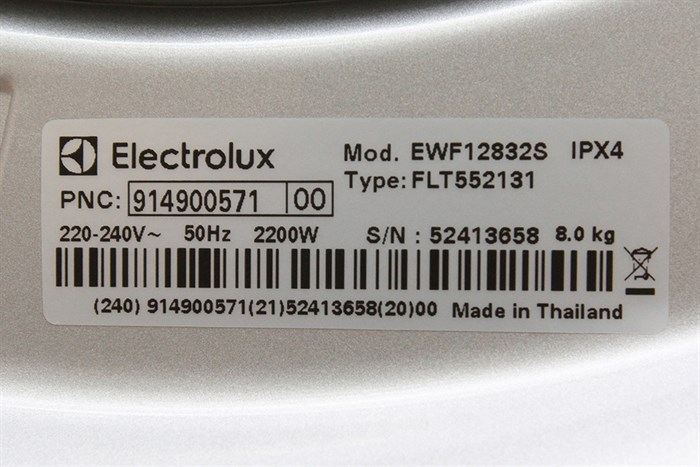 Electrolux Mod. EWF12832S IPX4
Type: FLT552131
PNC: 914900571 00
220-240V~ 50Hz 2200W S/N : 52413658 8.0 kg
(240) 914900571(21)52413658(20)00 Made in Thailand